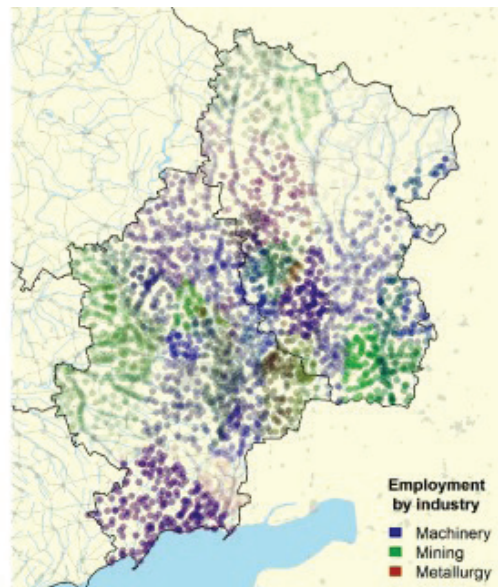 Employment
by industry
Machinery
Mining
Metallurgy